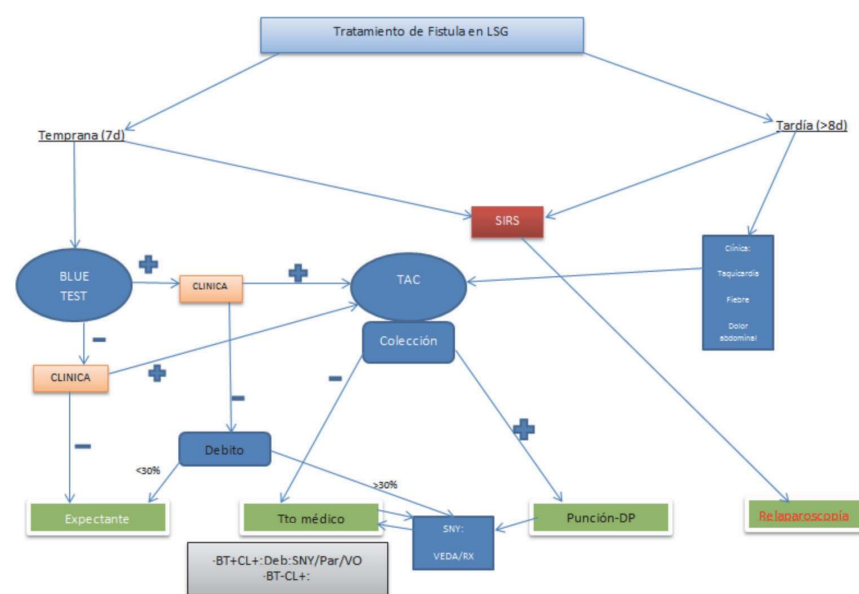 Tratamiento de Fistula en LSG
Temprana (7d)
Tardía (>8d)
SIRS
BLUE
TEST
CLINICA
TAC
Clínica:
Taquicardia
Fiebre
Dolor
abdominal
Colección
CLINICA
Debito
<30%
>30%
Expectante
Tto médico
SNY:
VEDA/RX
Punción-DP
Relaparoscopía
·BT+CL+:Deb:SNY/Par/VO
·BT-CL+: